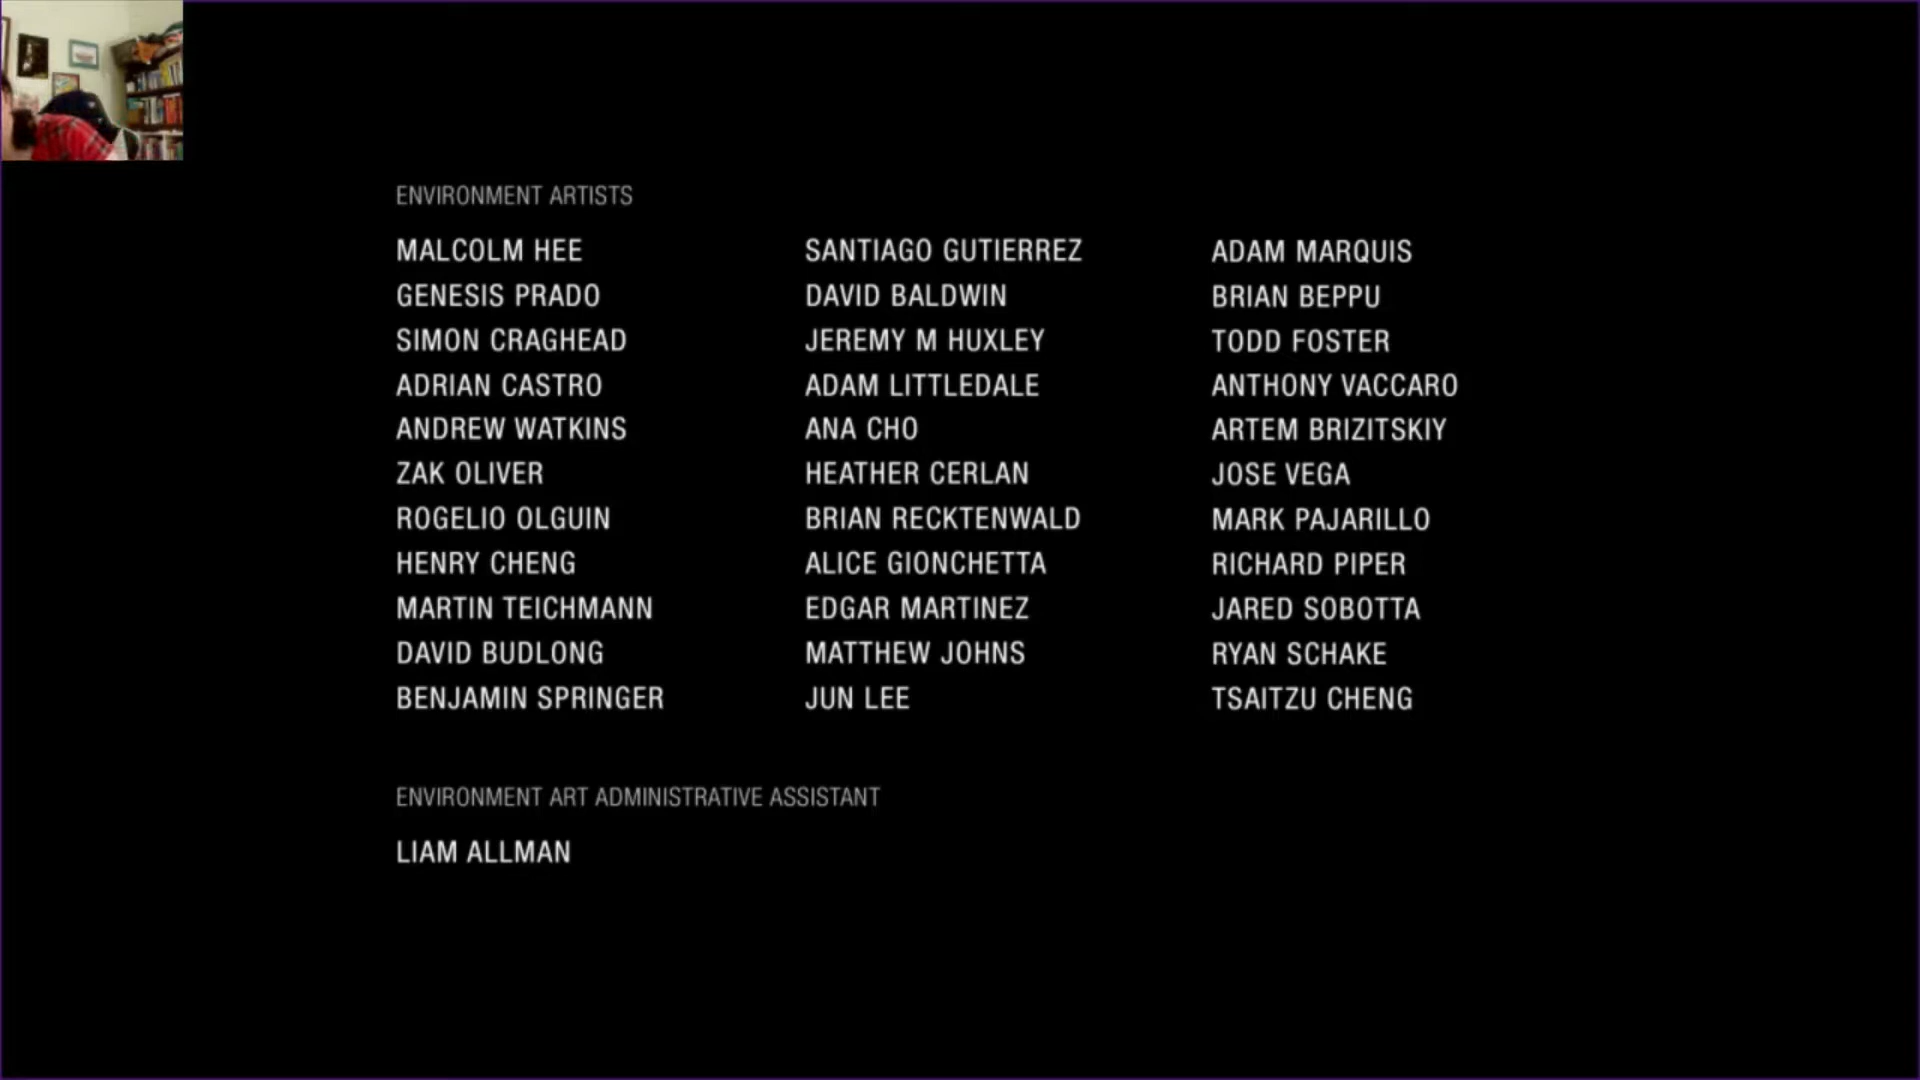 ENVIRONMENT ARTISTS
MALCOLM HEE SANTIAGO GUTIERREZ ADAM MARQUIS
GENESIS PRADO DAVID BALDWIN BRIAN BEPPU
SIMON CRAGHEAD JEREMY M HUXLEY TODD FOSTER
ADRIAN CASTRO ADAM LITTLEDALE ANTHONY VACCARO
ANDREW WATKINS ANA CHO ARTEM BRIZITSKIY
ZAK OLIVER HEATHER CERLAN JOSE VEGA
ROGELIO OLGUIN BRIAN RECKTENWALD MARK PAJARILLO
HENRY CHENG ALICE GIONCHETTA RICHARD PIPER
MARTIN TEICHMANN EDGAR MARTINEZ JARED SOBOTTA
DAVID BUDLONG MATTHEW JOHNS RYAN SCHAKE
BENJAMIN SPRINGER JUN LEE TSAITZU CHENG
ENVIRONMENT ART ADMINISTRATIVE ASSISTANT
LIAM ALLMAN